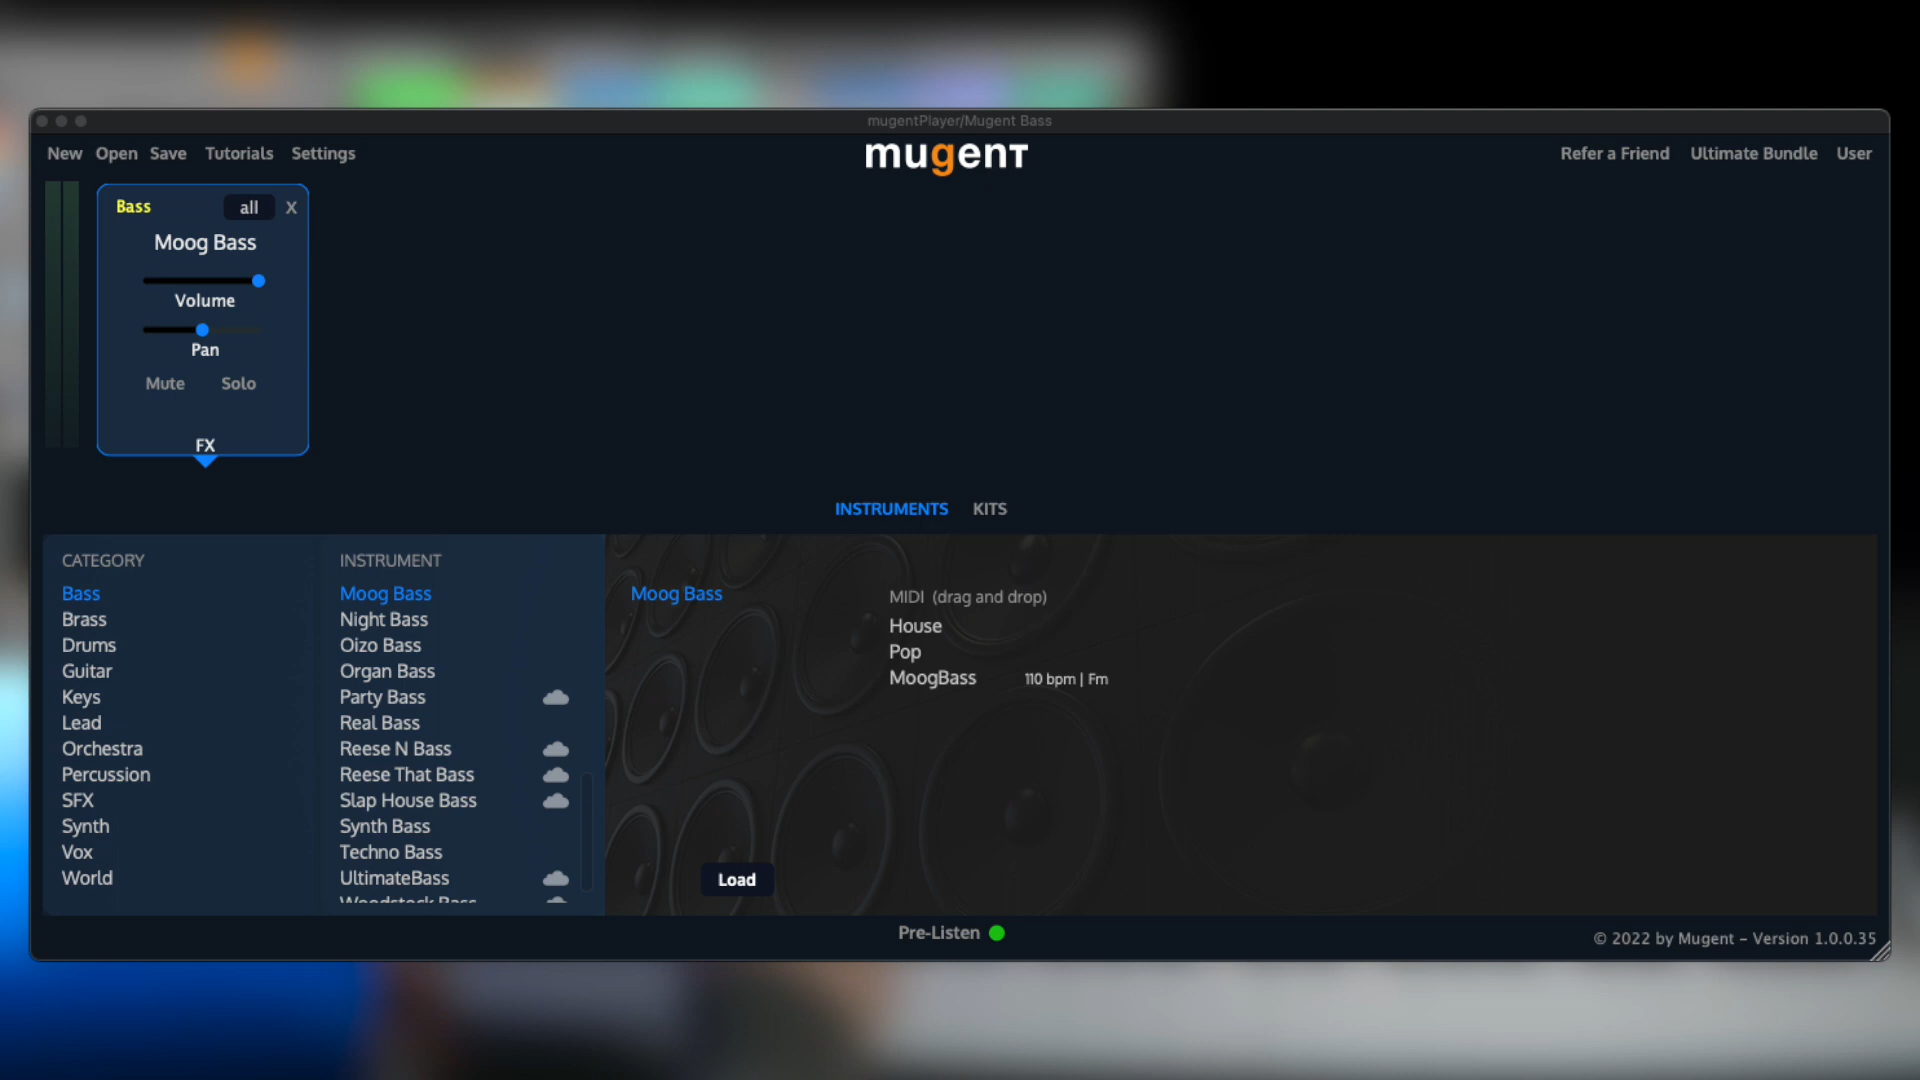 mugentPlayer/Mugent Bass
New Open Save Tutorials Settings
mugent
Refer a Friend Ultimate Bundle User
Bass all X
Moog Bass
Volume
Pan
Mute Solo
FX
INSTRUMENTS KITS
CATEGORY
Bass
Brass
Drums
Guitar
Keys
Lead
Orchestra
Percussion
SFX
Synth
Vox
World
INSTRUMENT
Moog Bass
Night Bass
Oizo Bass
Organ Bass
Party Bass
Real Bass
Reese N Bass
Reese That Bass
Slap House Bass
Synth Bass
Techno Bass
UltimateBass
Woodstock Bass
Moog Bass
Load
MIDI (drag and drop)
House
Pop
MoogBass 110 bpm | Fm
Pre-Listen
© 2022 by Mugent – Version 1.0.0.35